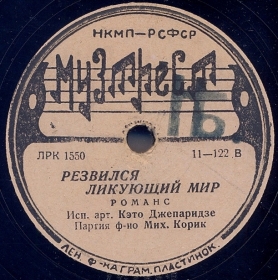 НКМП—РСФСР
МУЗТРЕСТ
1Б
ЛРК 1550
11—122 В
РЕЗВИЛСЯ
ЛИКУЮЩИЙ МИР
РОМАНС
Исп. арт. Кэто Джепаридзе
Партия ф-но Мих. Корик
ЛЕН. Ф-КА ГРАМ. ПЛАСТИНОК.